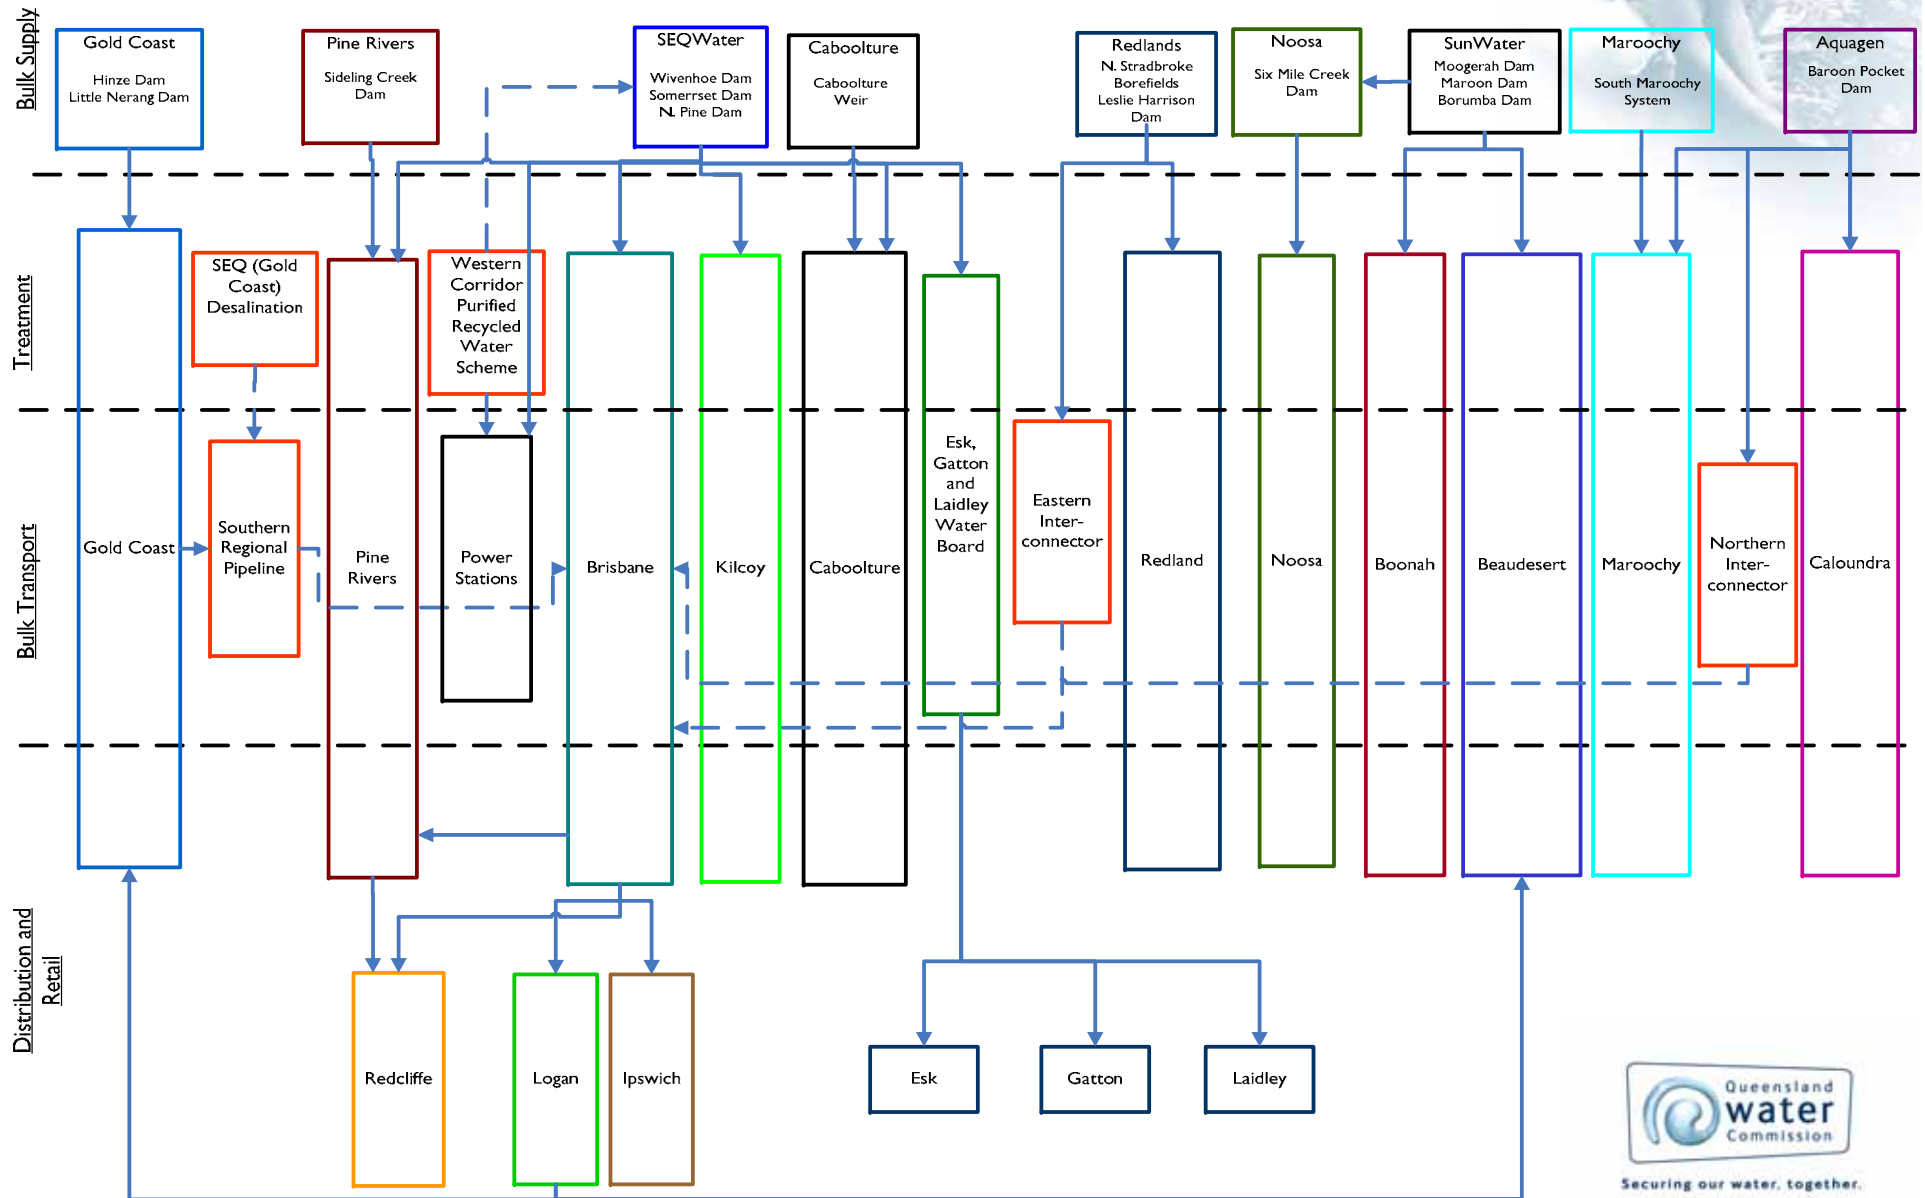 Bulk Supply
Gold Coast
Hinze Dam
Little Nerang Dam
Pine Rivers
Sideling Creek
Dam
SEQWater
Wivenhoe Dam
Somerrset Dam
N. Pine Dam
Caboolture
Caboolture
Weir
Redlands
N. Stradbroke
Borefields
Leslie Harrison
Dam
Noosa
Six Mile Creek
Dam
SunWater
Moogerah Dam
Maroon Dam
Borumba Dam
Maroochy
South Maroochy
System
Aquagen
Baroon Pocket
Dam
Treatment
SEQ (Gold
Coast)
Desalination
Western
Corridor
Purified
Recycled
Water
Scheme
Bulk Transport
Gold Coast
Southern
Regional
Pipeline
Pine
Rivers
Power
Stations
Brisbane
Kilcoy
Caboolture
Esk,
Gatton
and
Laidley
Water
Board
Eastern
Inter-
connector
Redland
Noosa
Boonah
Beaudesert
Maroochy
Northern
Inter-
connector
Caloundra
Distribution and
Retail
Redcliffe
Logan
Ipswich
Esk
Gatton
Laidley
Queensland
water
Commission
Securing our water, together.